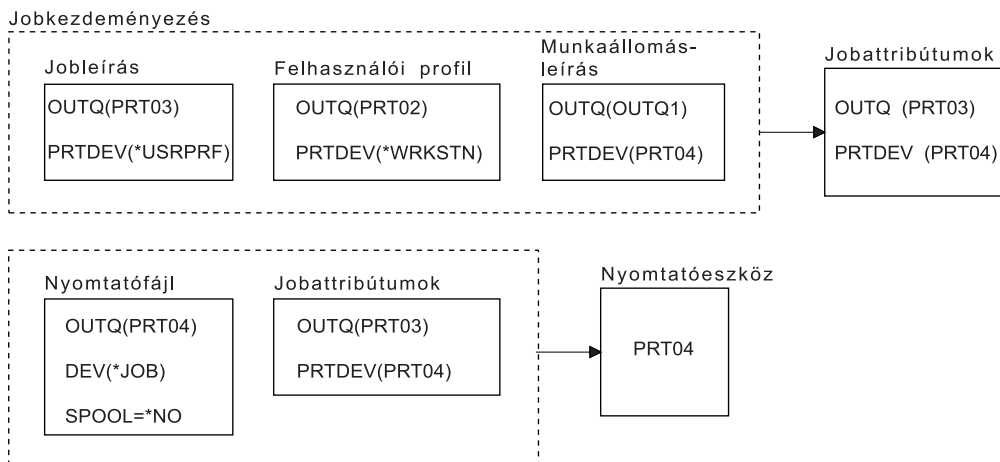 Jobkezdeményezés
Jobleírás
OUTQ(PRT03)
PRTDEV(*USRPRF)
Felhasználói profil
OUTQ(PRT02)
PRTDEV(*WRKSTN)
Munkaállomás-
leírás
OUTQ(OUTQ1)
PRTDEV(PRT04)
Jobattribútumok
OUTQ (PRT03)
PRTDEV (PRT04)
Nyomtatófájl
OUTQ(PRT04)
DEV(*JOB)
SPOOL=*NO
Jobattribútumok
OUTQ(PRT03)
PRTDEV(PRT04)
Nyomtatóeszköz
PRT04